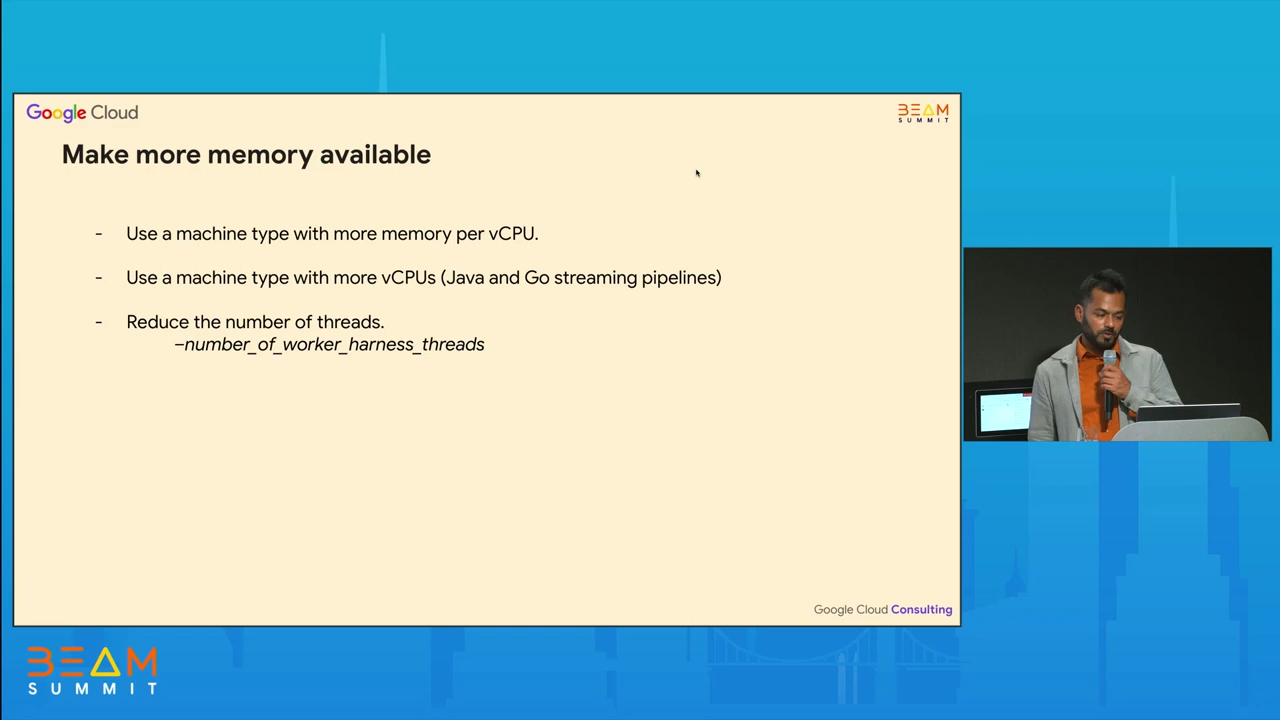 Google Cloud
BEAM
SUMMIT
Make more memory available
- Use a machine type with more memory per vCPU.
- Use a machine type with more vCPUs (Java and Go streaming pipelines)
- Reduce the number of threads.
–number_of_worker_harness_threads
Google Cloud Consulting
BEAM
SUMMIT